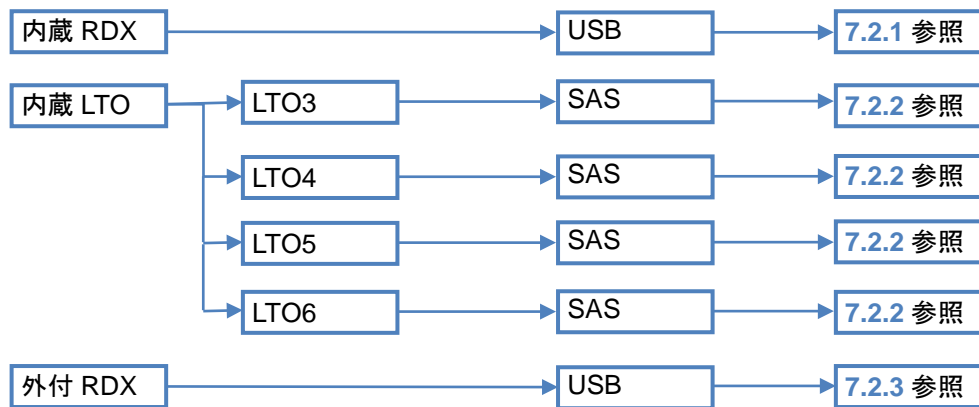 内蔵 RDX USB 7.2.1 参照
内蔵 LTO LTO3 SAS 7.2.2 参照
LTO4 SAS 7.2.2 参照
LTO5 SAS 7.2.2 参照
LTO6 SAS 7.2.2 参照
外付 RDX USB 7.2.3 参照